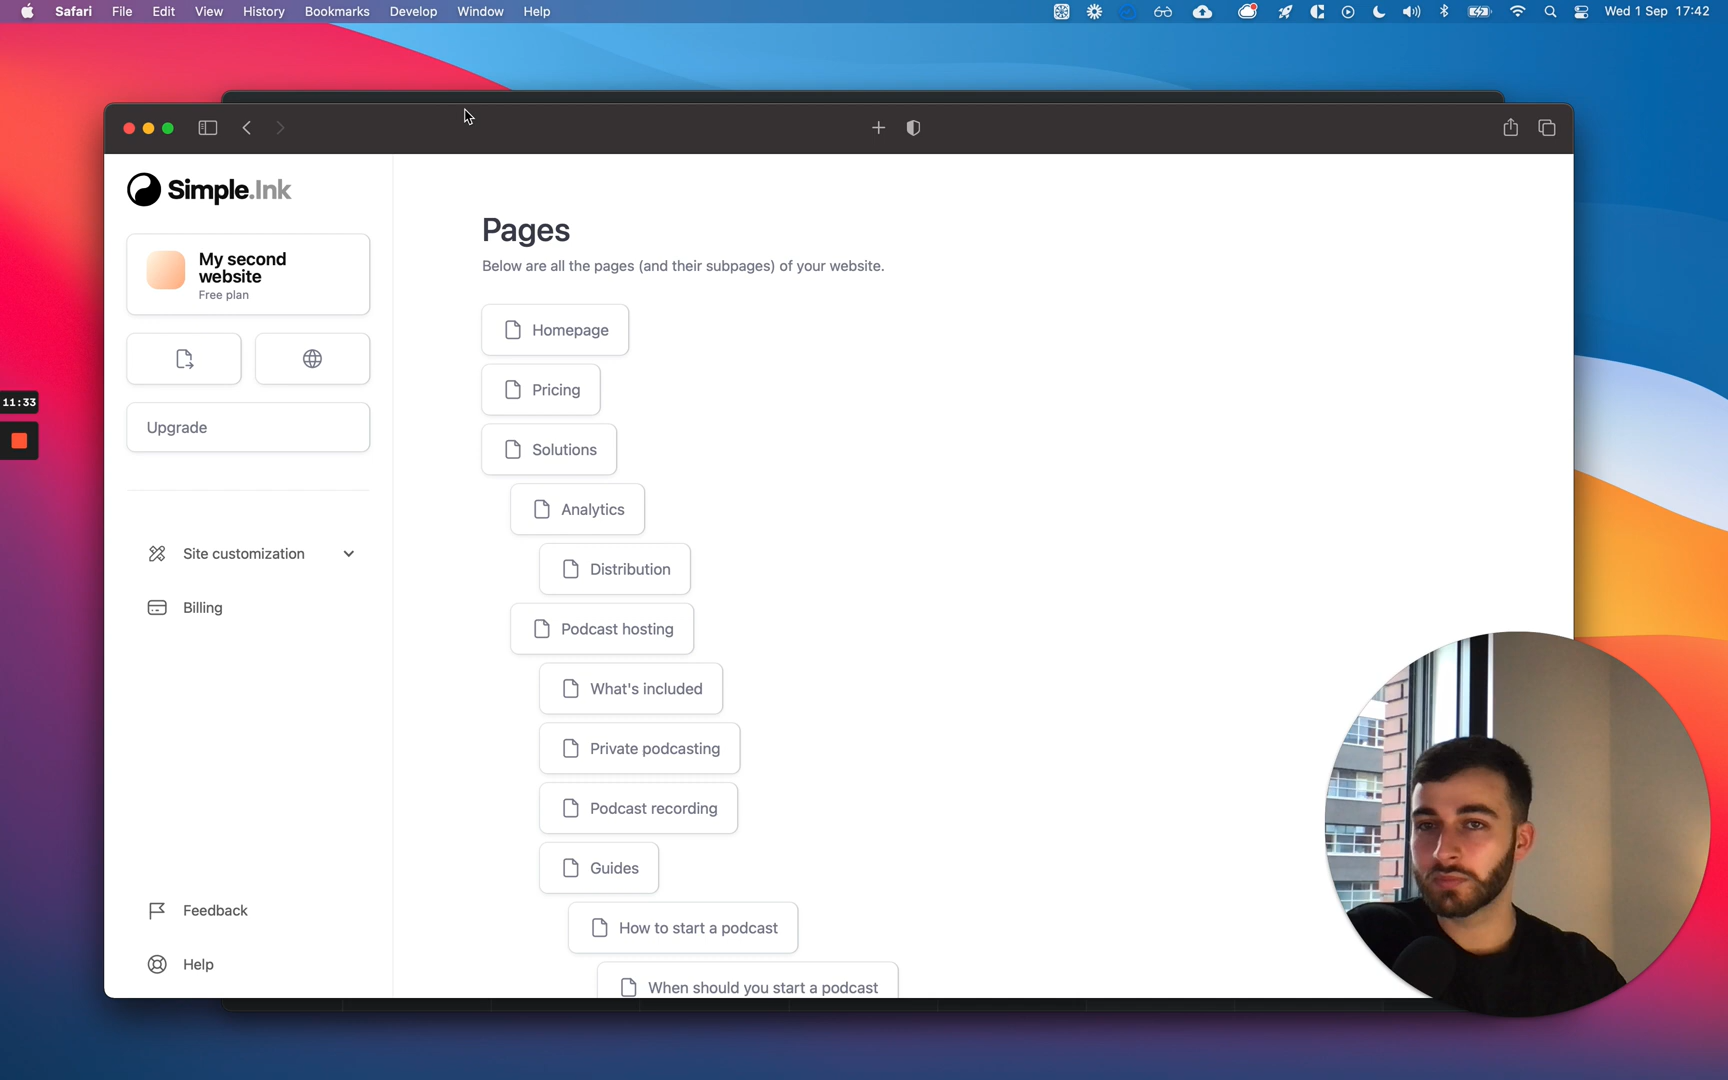 Safari File Edit View History Bookmarks Develop Window Help Wed 1 Sep 17:42
Simple.Ink
My second
website
Free plan
Upgrade
Site customization
Billing
Feedback
Help
11:33
Pages
Below are all the pages (and their subpages) of your website.
Homepage
Pricing
Solutions
Analytics
Distribution
Podcast hosting
What's included
Private podcasting
Podcast recording
Guides
How to start a podcast
When should you start a podcast